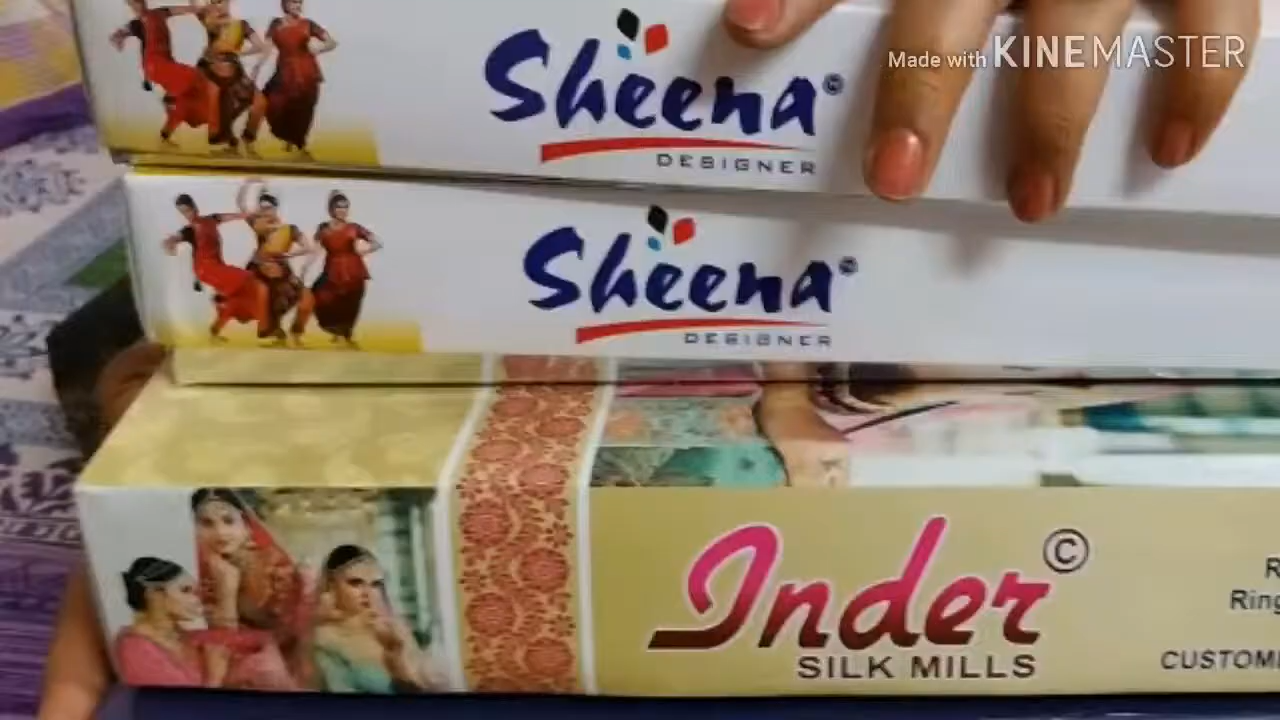 Made with KINEMASTER
Sheena
DESIGNER
Sheena
DESIGNER
Inder ©
SILK MILLS
CUSTOM